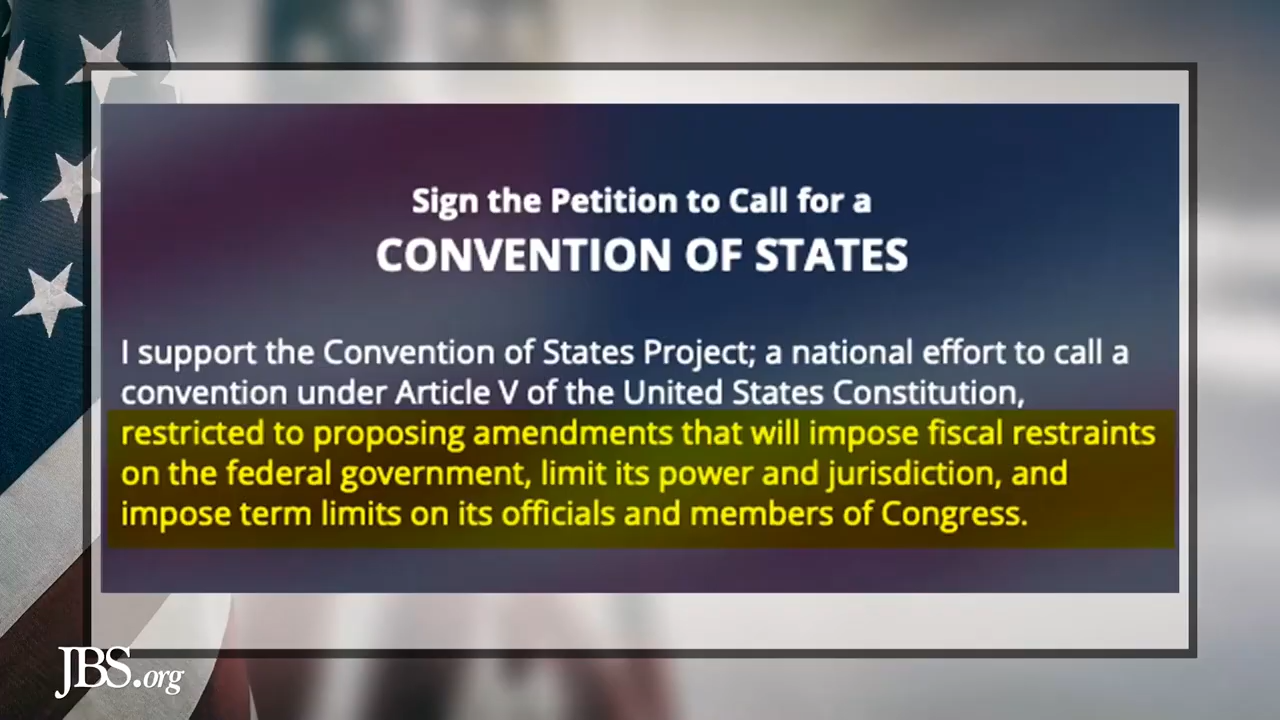 Sign the Petition to Call for a
CONVENTION OF STATES
I support the Convention of States Project; a national effort to call a
convention under Article V of the United States Constitution,
restricted to proposing amendments that will impose fiscal restraints
on the federal government, limit its power and jurisdiction, and
impose term limits on its officials and members of Congress.
JBS.org